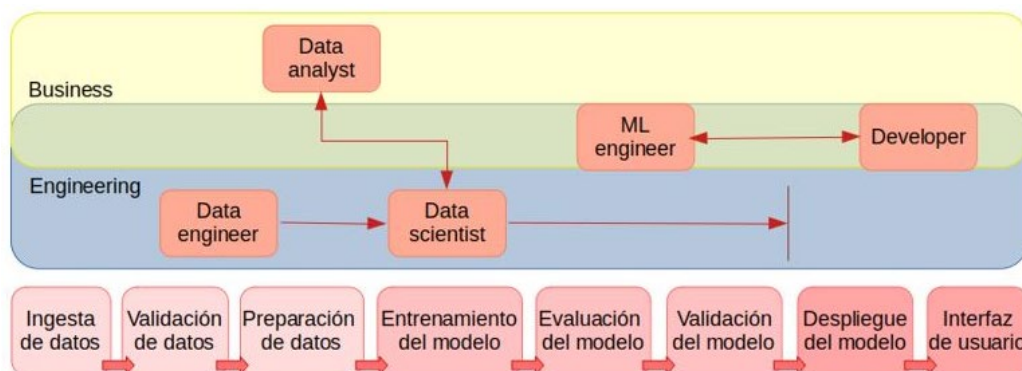 Data
analyst
Business
ML
engineer
Developer
Engineering
Data
engineer
Data
scientist
Ingesta
de datos
Validación
de datos
Preparación
de datos
Entrenamiento
del modelo
Evaluación
del modelo
Validación
del modelo
Despliegue
del modelo
Interfaz
de usuario